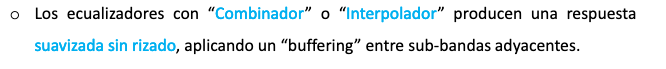 o Los ecualizadores con “Combinador” o “Interpolador” producen una respuesta
suavizada sin rizado, aplicando un “buffering” entre sub-bandas adyacentes.